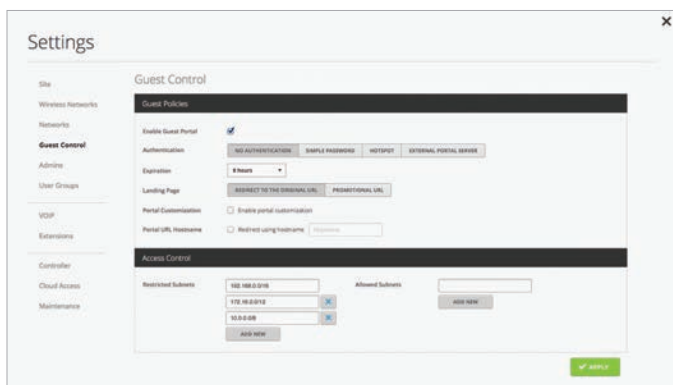 Settings
Guest Control
Site
Wireless Networks
Networks
Guest Control
Admins
User Groups
VOIP
Extensions
Controller
Cloud Access
Maintenance
Guest Policies
Enable Guest Portal
Authentication NO AUTHENTICATION SIMPLE PASSWORD HOTSPOT EXTERNAL PORTAL SERVER
Expiration 8 hours
Landing Page REDIRECT TO THE ORIGINAL URL PROMOTIONAL URL
Portal Customization Enable portal customization
Portal URL Hostname Redirect using hostname
Access Control
Restricted Subnets 192.168.0.0/16 Allowed Subnets
172.16.0.0/12 ADD NEW
10.0.0.0/8
ADD NEW
APPLY